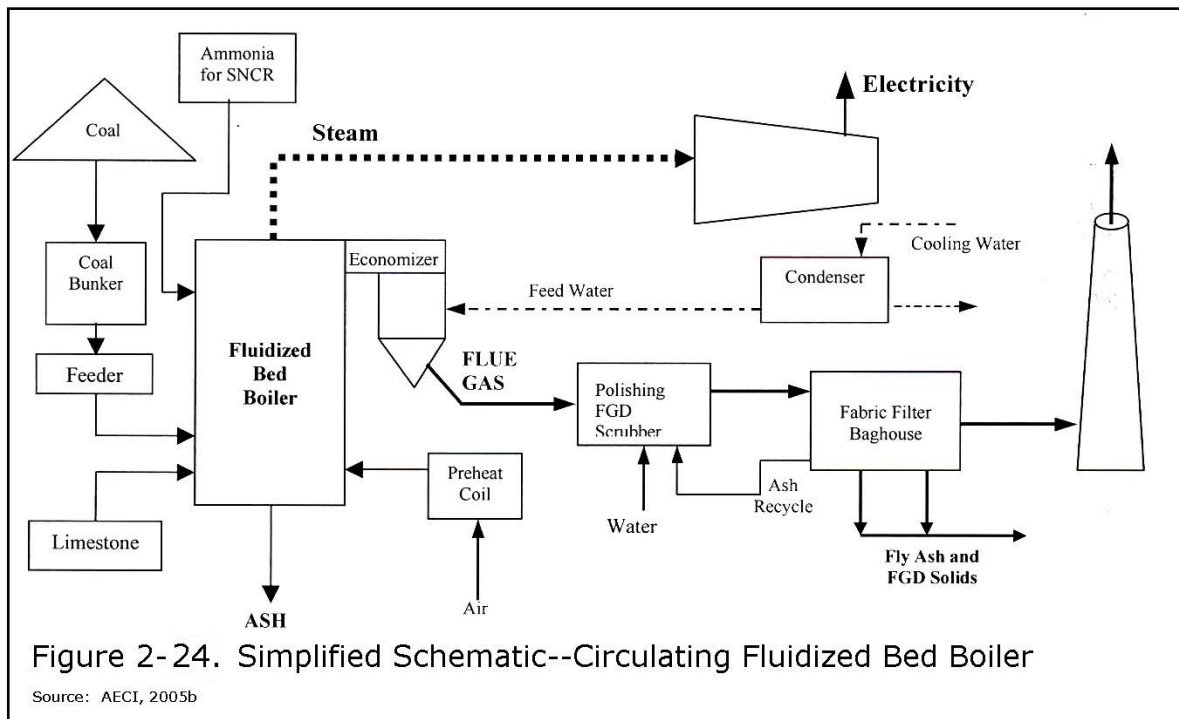 Ammonia
for SNCR
Coal
Steam
Electricity
Coal
Bunker
Economizer
Cooling Water
Condenser
Feed Water
Feeder
Fluidized
Bed
Boiler
FLUE
GAS
Polishing
FGD
Scrubber
Fabric Filter
Baghouse
Preheat
Coil
Ash
Recycle
Limestone
Water
Fly Ash and
FGD Solids
ASH
Air
Figure 2-24. Simplified Schematic--Circulating Fluidized Bed Boiler
Source: AECI, 2005b